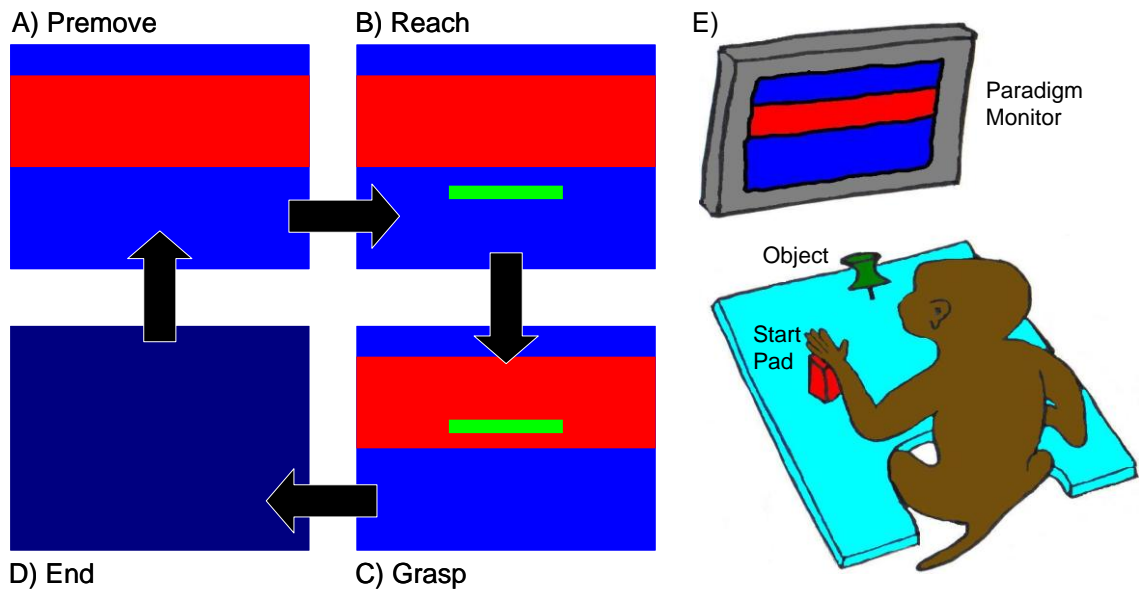 A) Premove
B) Reach
E)
Paradigm
Monitor
Object
Start
Pad
D) End
C) Grasp